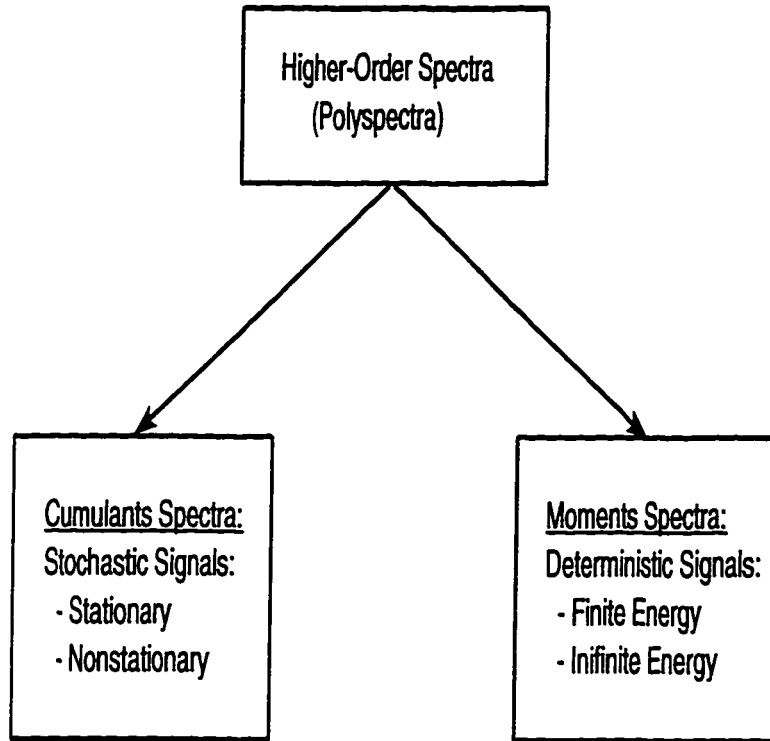 Higher-Order Spectra
(Polyspectra)
Cumulants Spectra:
Stochastic Signals:
- Stationary
- Nonstationary
Moments Spectra:
Deterministic Signals:
- Finite Energy
- Inifinite Energy